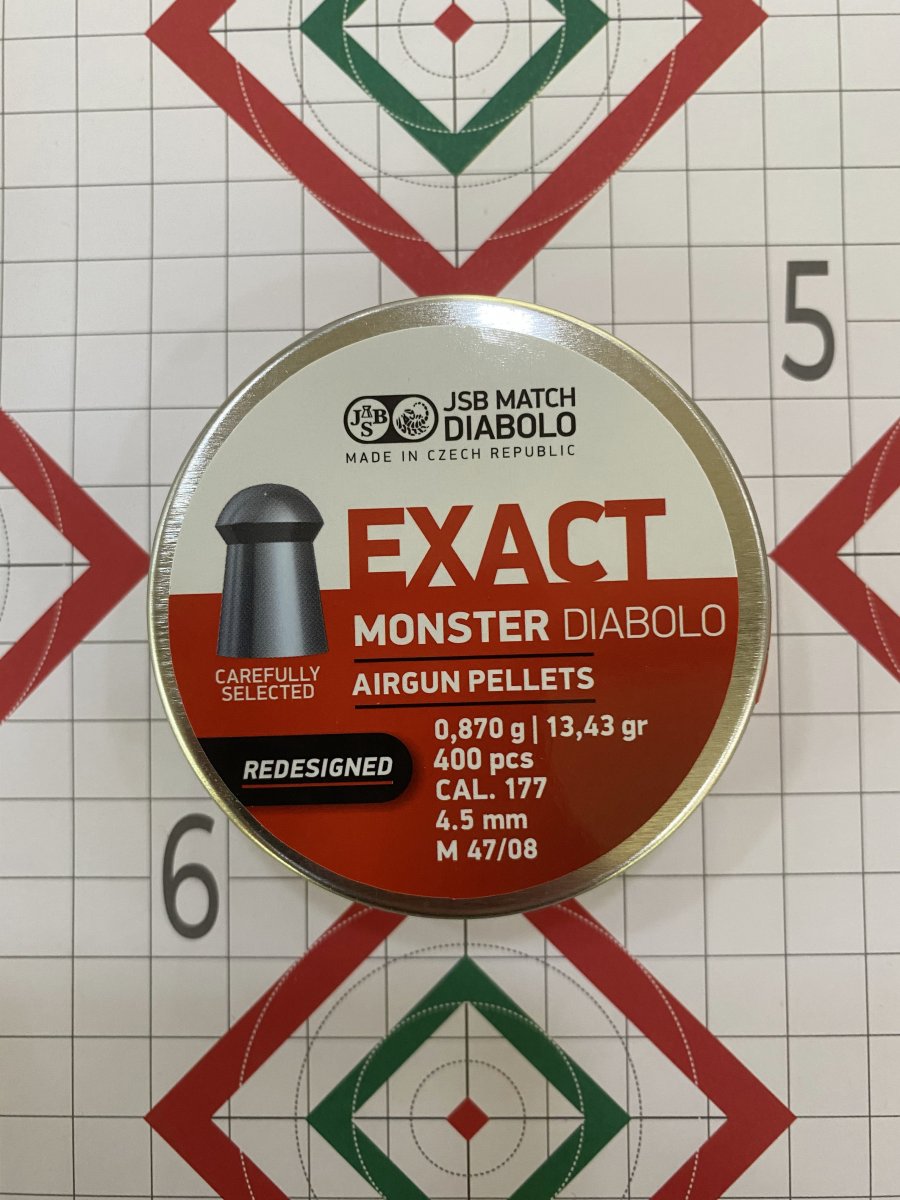 5
JSB
JSB MATCH
DIABOLO
MADE IN CZECH REPUBLIC
EXACT
MONSTER DIABOLO
AIRGUN PELLETS
CAREFULLY
SELECTED
0,870 g | 13,43 gr
400 pcs
REDESIGNED
CAL. 177
4.5 mm
M 47/08
6